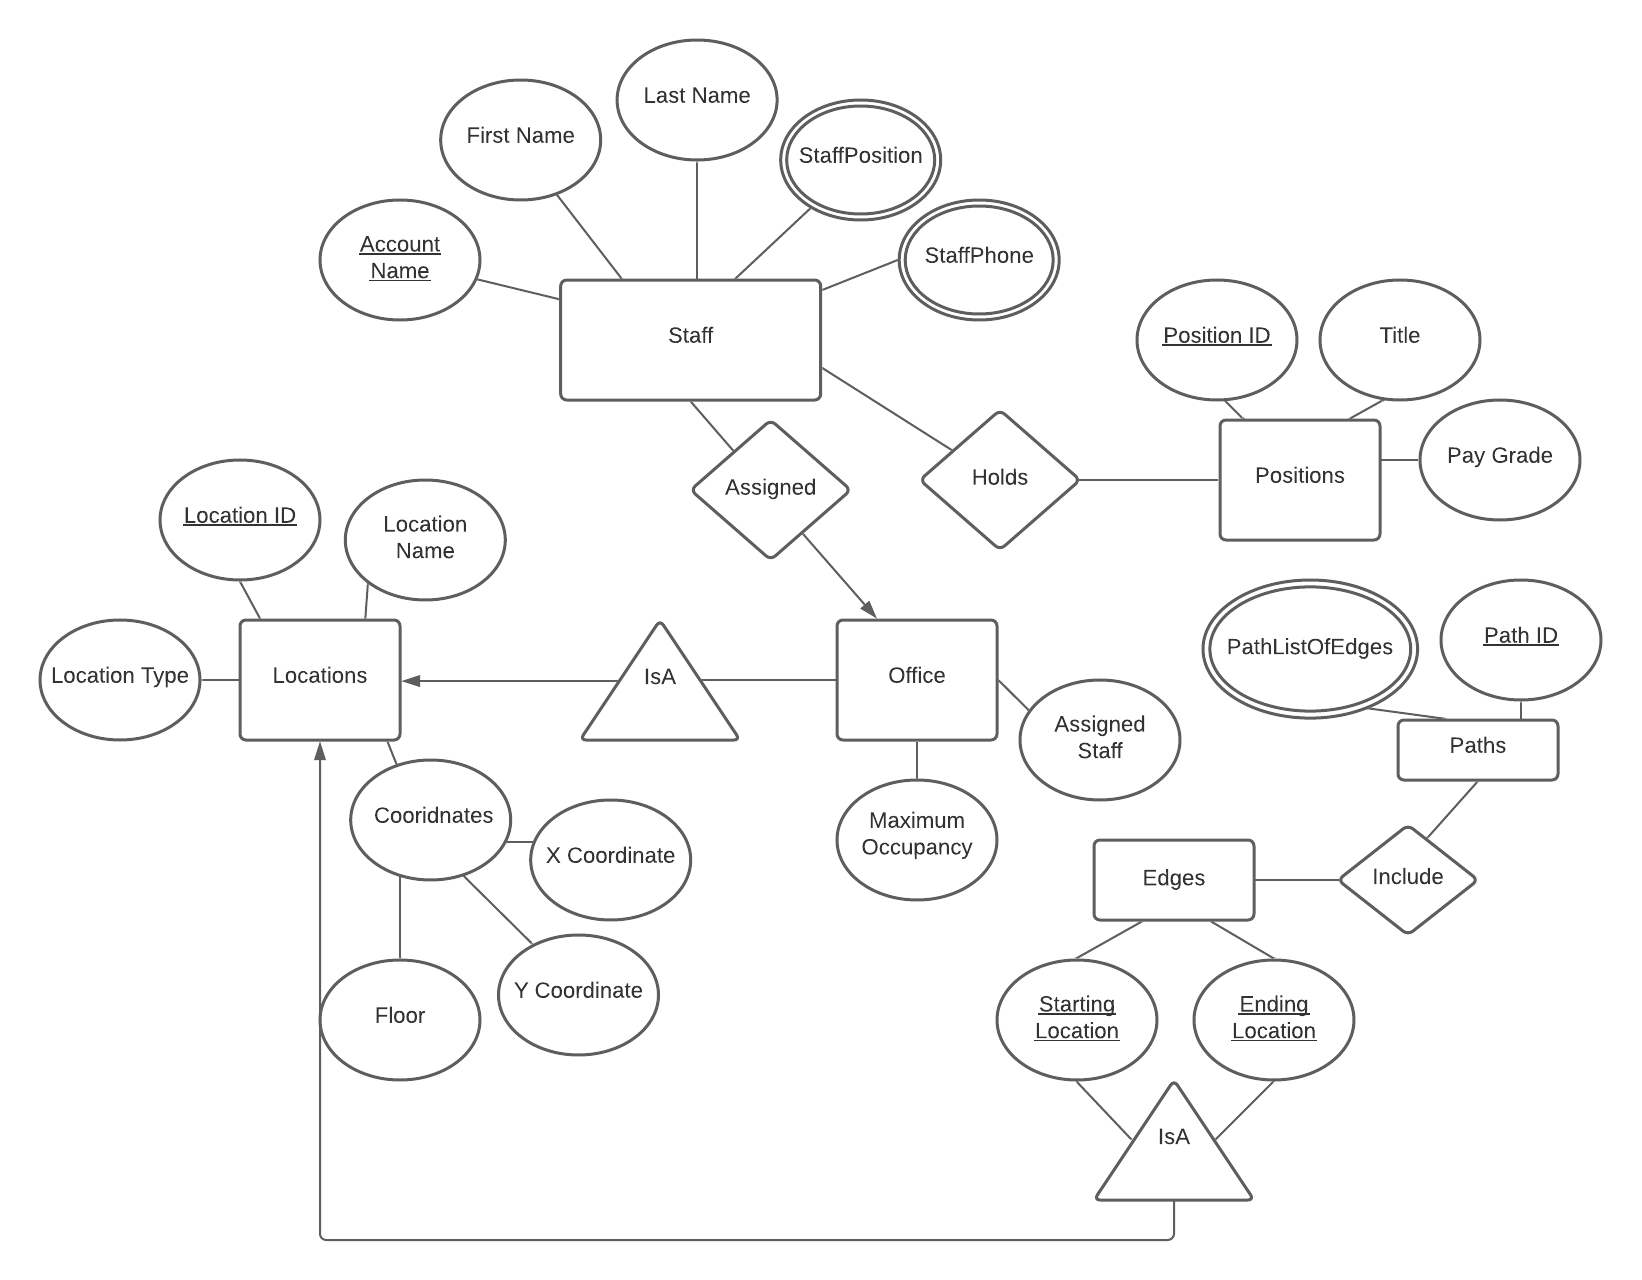 Last Name
First Name
StaffPosition
Account
Name
StaffPhone
Staff
Position ID
Title
Pay Grade
Positions
Holds
Assigned
Location ID
Location
Name
Location Type
Locations
IsA
Office
Assigned
Staff
PathListOfEdges
Path ID
Paths
Cooridnates
X Coordinate
Maximum
Occupancy
Edges
Include
Y Coordinate
Floor
Starting
Location
Ending
Location
IsA